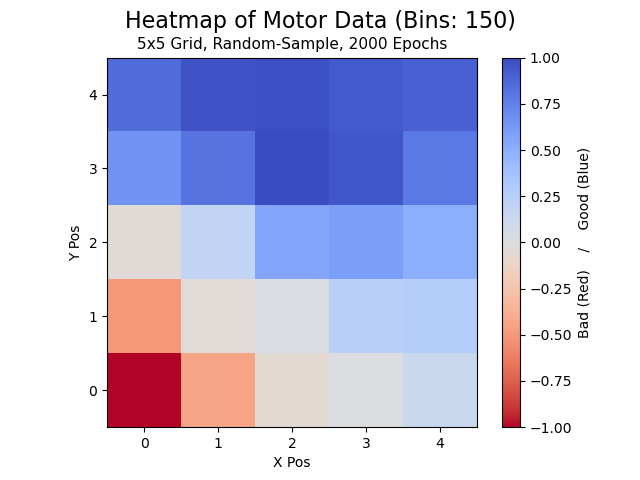 Heatmap of Motor Data (Bins: 150)
5x5 Grid, Random-Sample, 2000 Epochs
4
3
2
1
0
Y Pos
0 1 2 3 4
X Pos
1.00
0.75
0.50
0.25
0.00
−0.25
−0.50
−0.75
−1.00
Bad (Red) / Good (Blue)